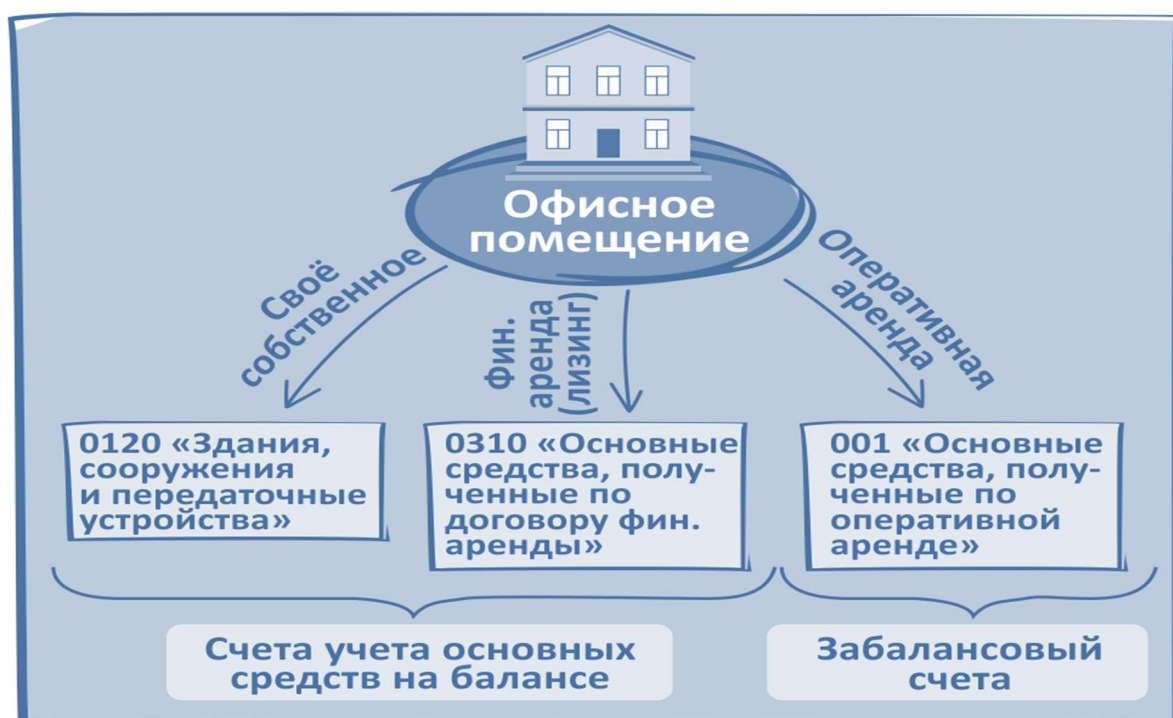 Офисное
помещение
Своё
собственное
Фин.
аренда
(лизинг)
Оперативная
аренда
0120 «Здания,
сооружения
и передаточные
устройства»
0310 «Основные
средства, полу-
ченные по
договору фин.
аренды»
001 «Основные
средства, полу-
ченные по
оперативной
аренде»
Счета учета основных
средств на балансе
Забалансовый
счета